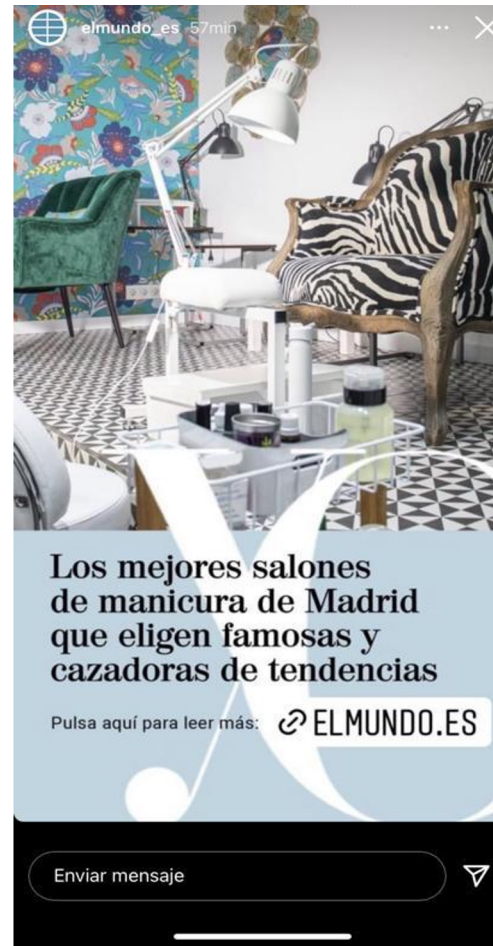 elmundo_es 57min
Los mejores salones
de manicura de Madrid
que eligen famosas y
cazadoras de tendencias
Pulsa aquí para leer más: ELMUNDO.ES
Enviar mensaje